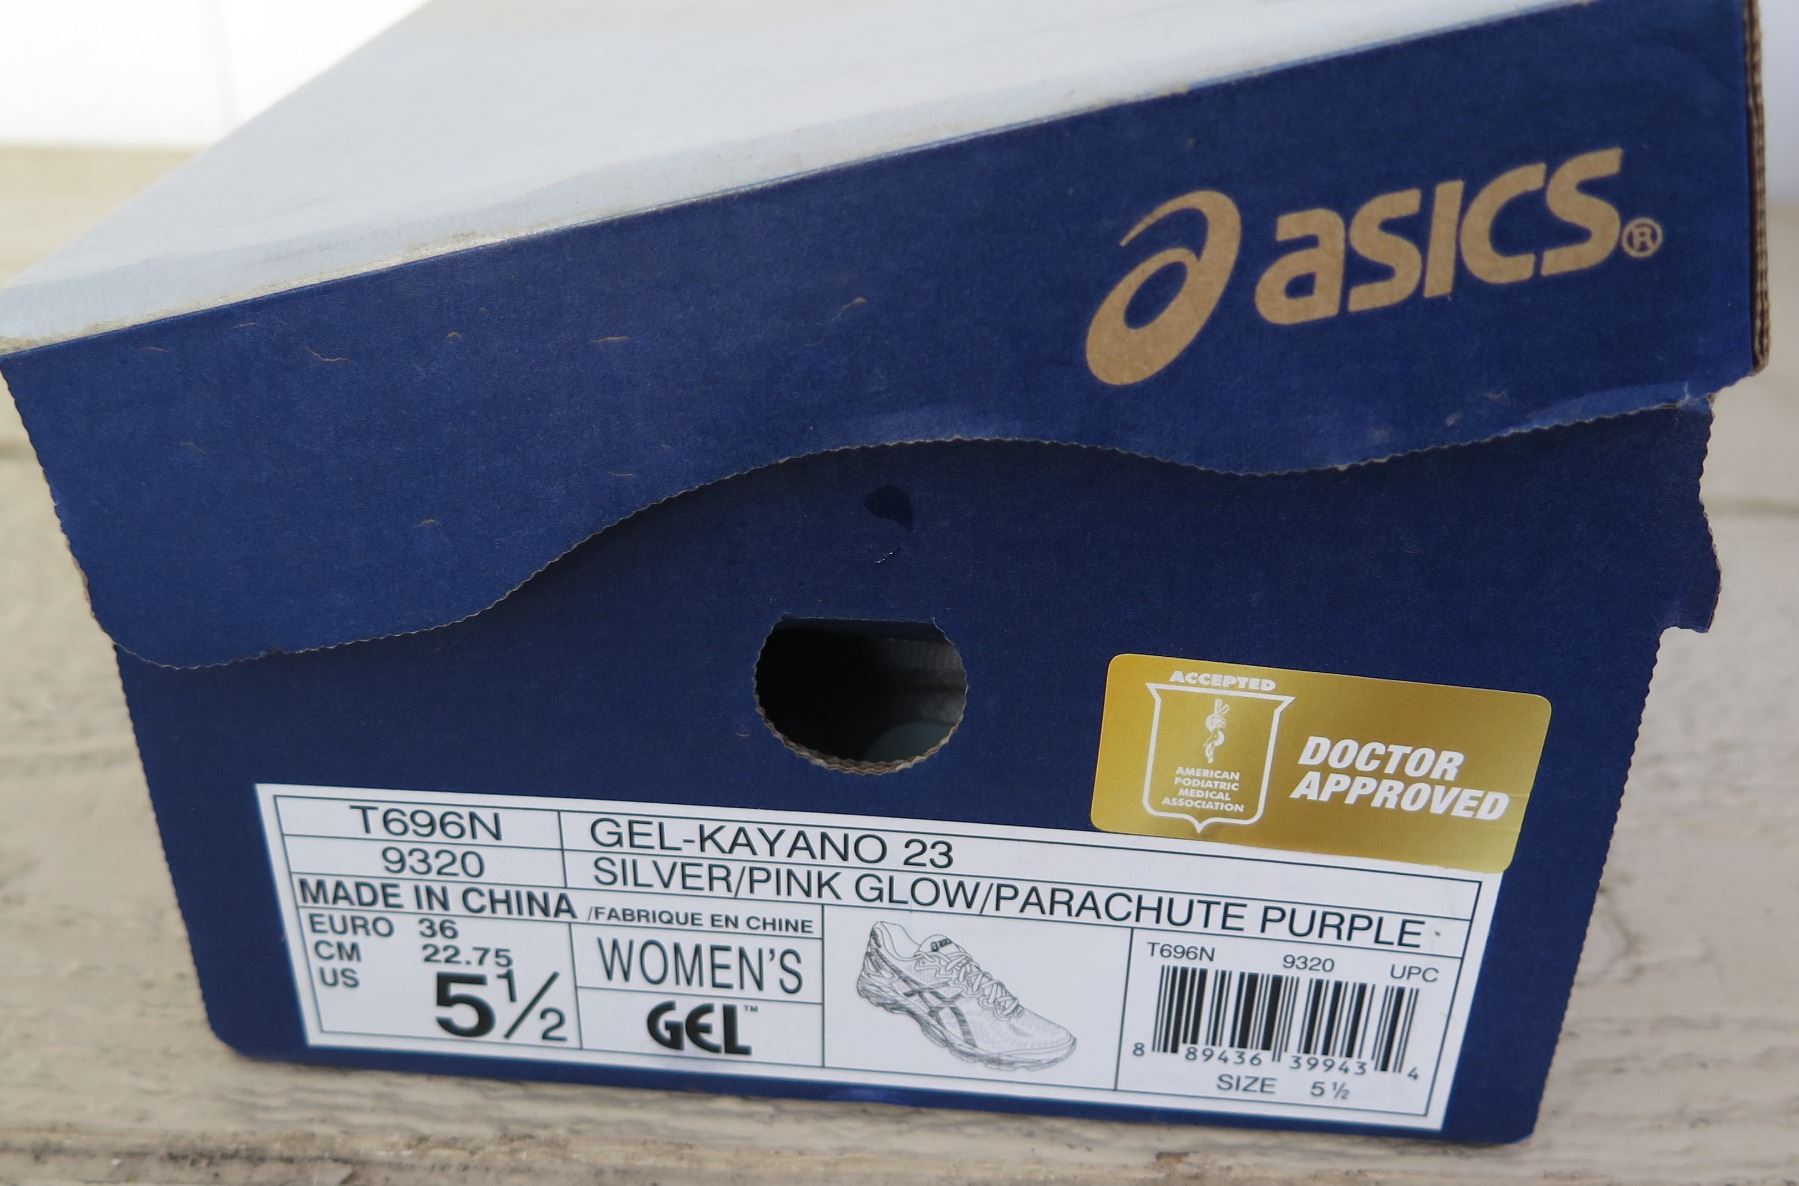 asics®
ACCEPTED
AMERICAN
PODIATRIC
MEDICAL
ASSOCIATION
DOCTOR
APPROVED
T696N
GEL-KAYANO 23
9320
SILVER/PINK GLOW/PARACHUTE PURPLE
MADE IN CHINA /FABRIQUE EN CHINE
EURO 36
CM 22.75
US 5½
WOMEN'S
GEL™
T696N 9320 UPC
8 89436 39943 4
SIZE 5½